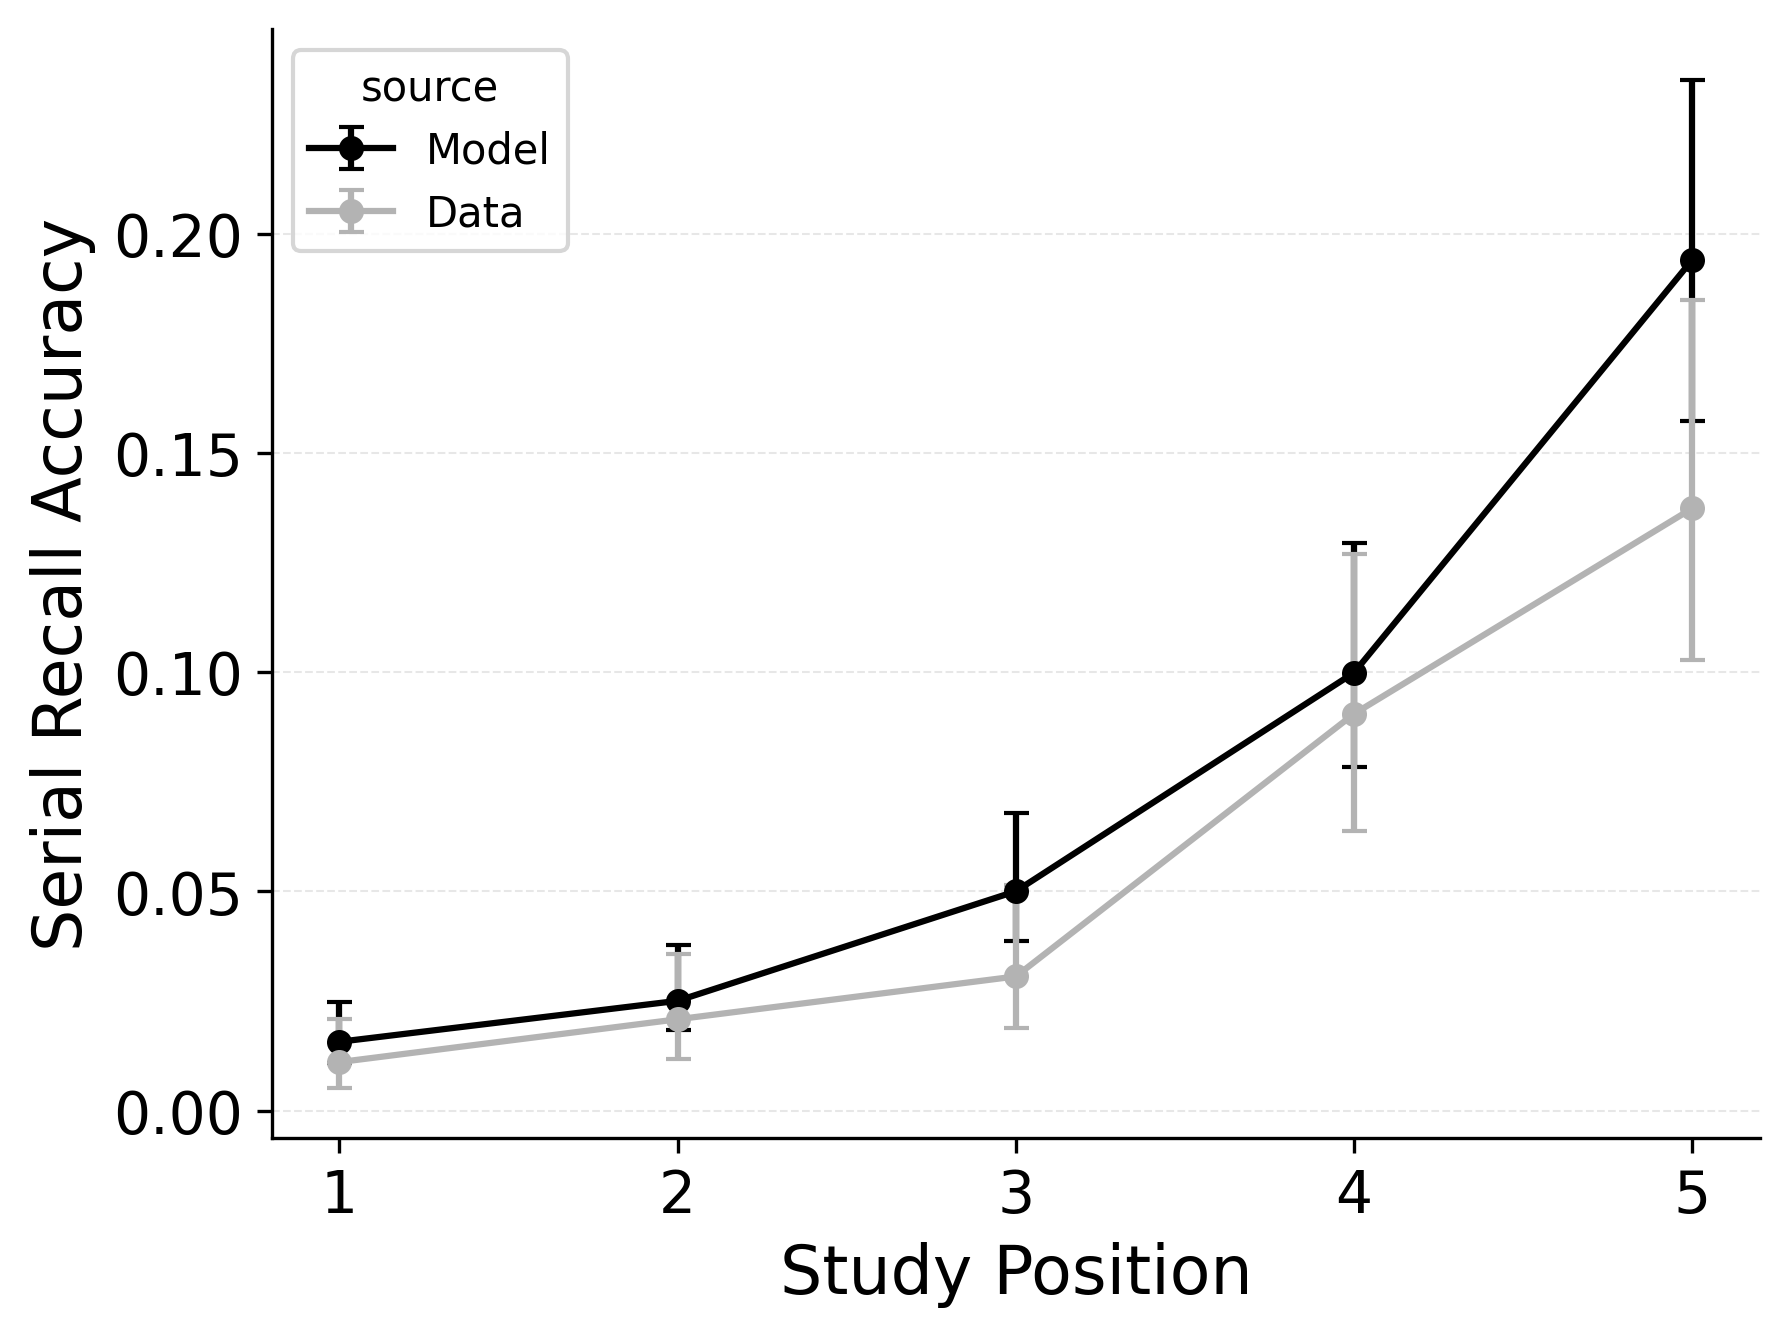 source
Model
Data
Serial Recall Accuracy
0.20
0.15
0.10
0.05
0.00
1 2 3 4 5
Study Position